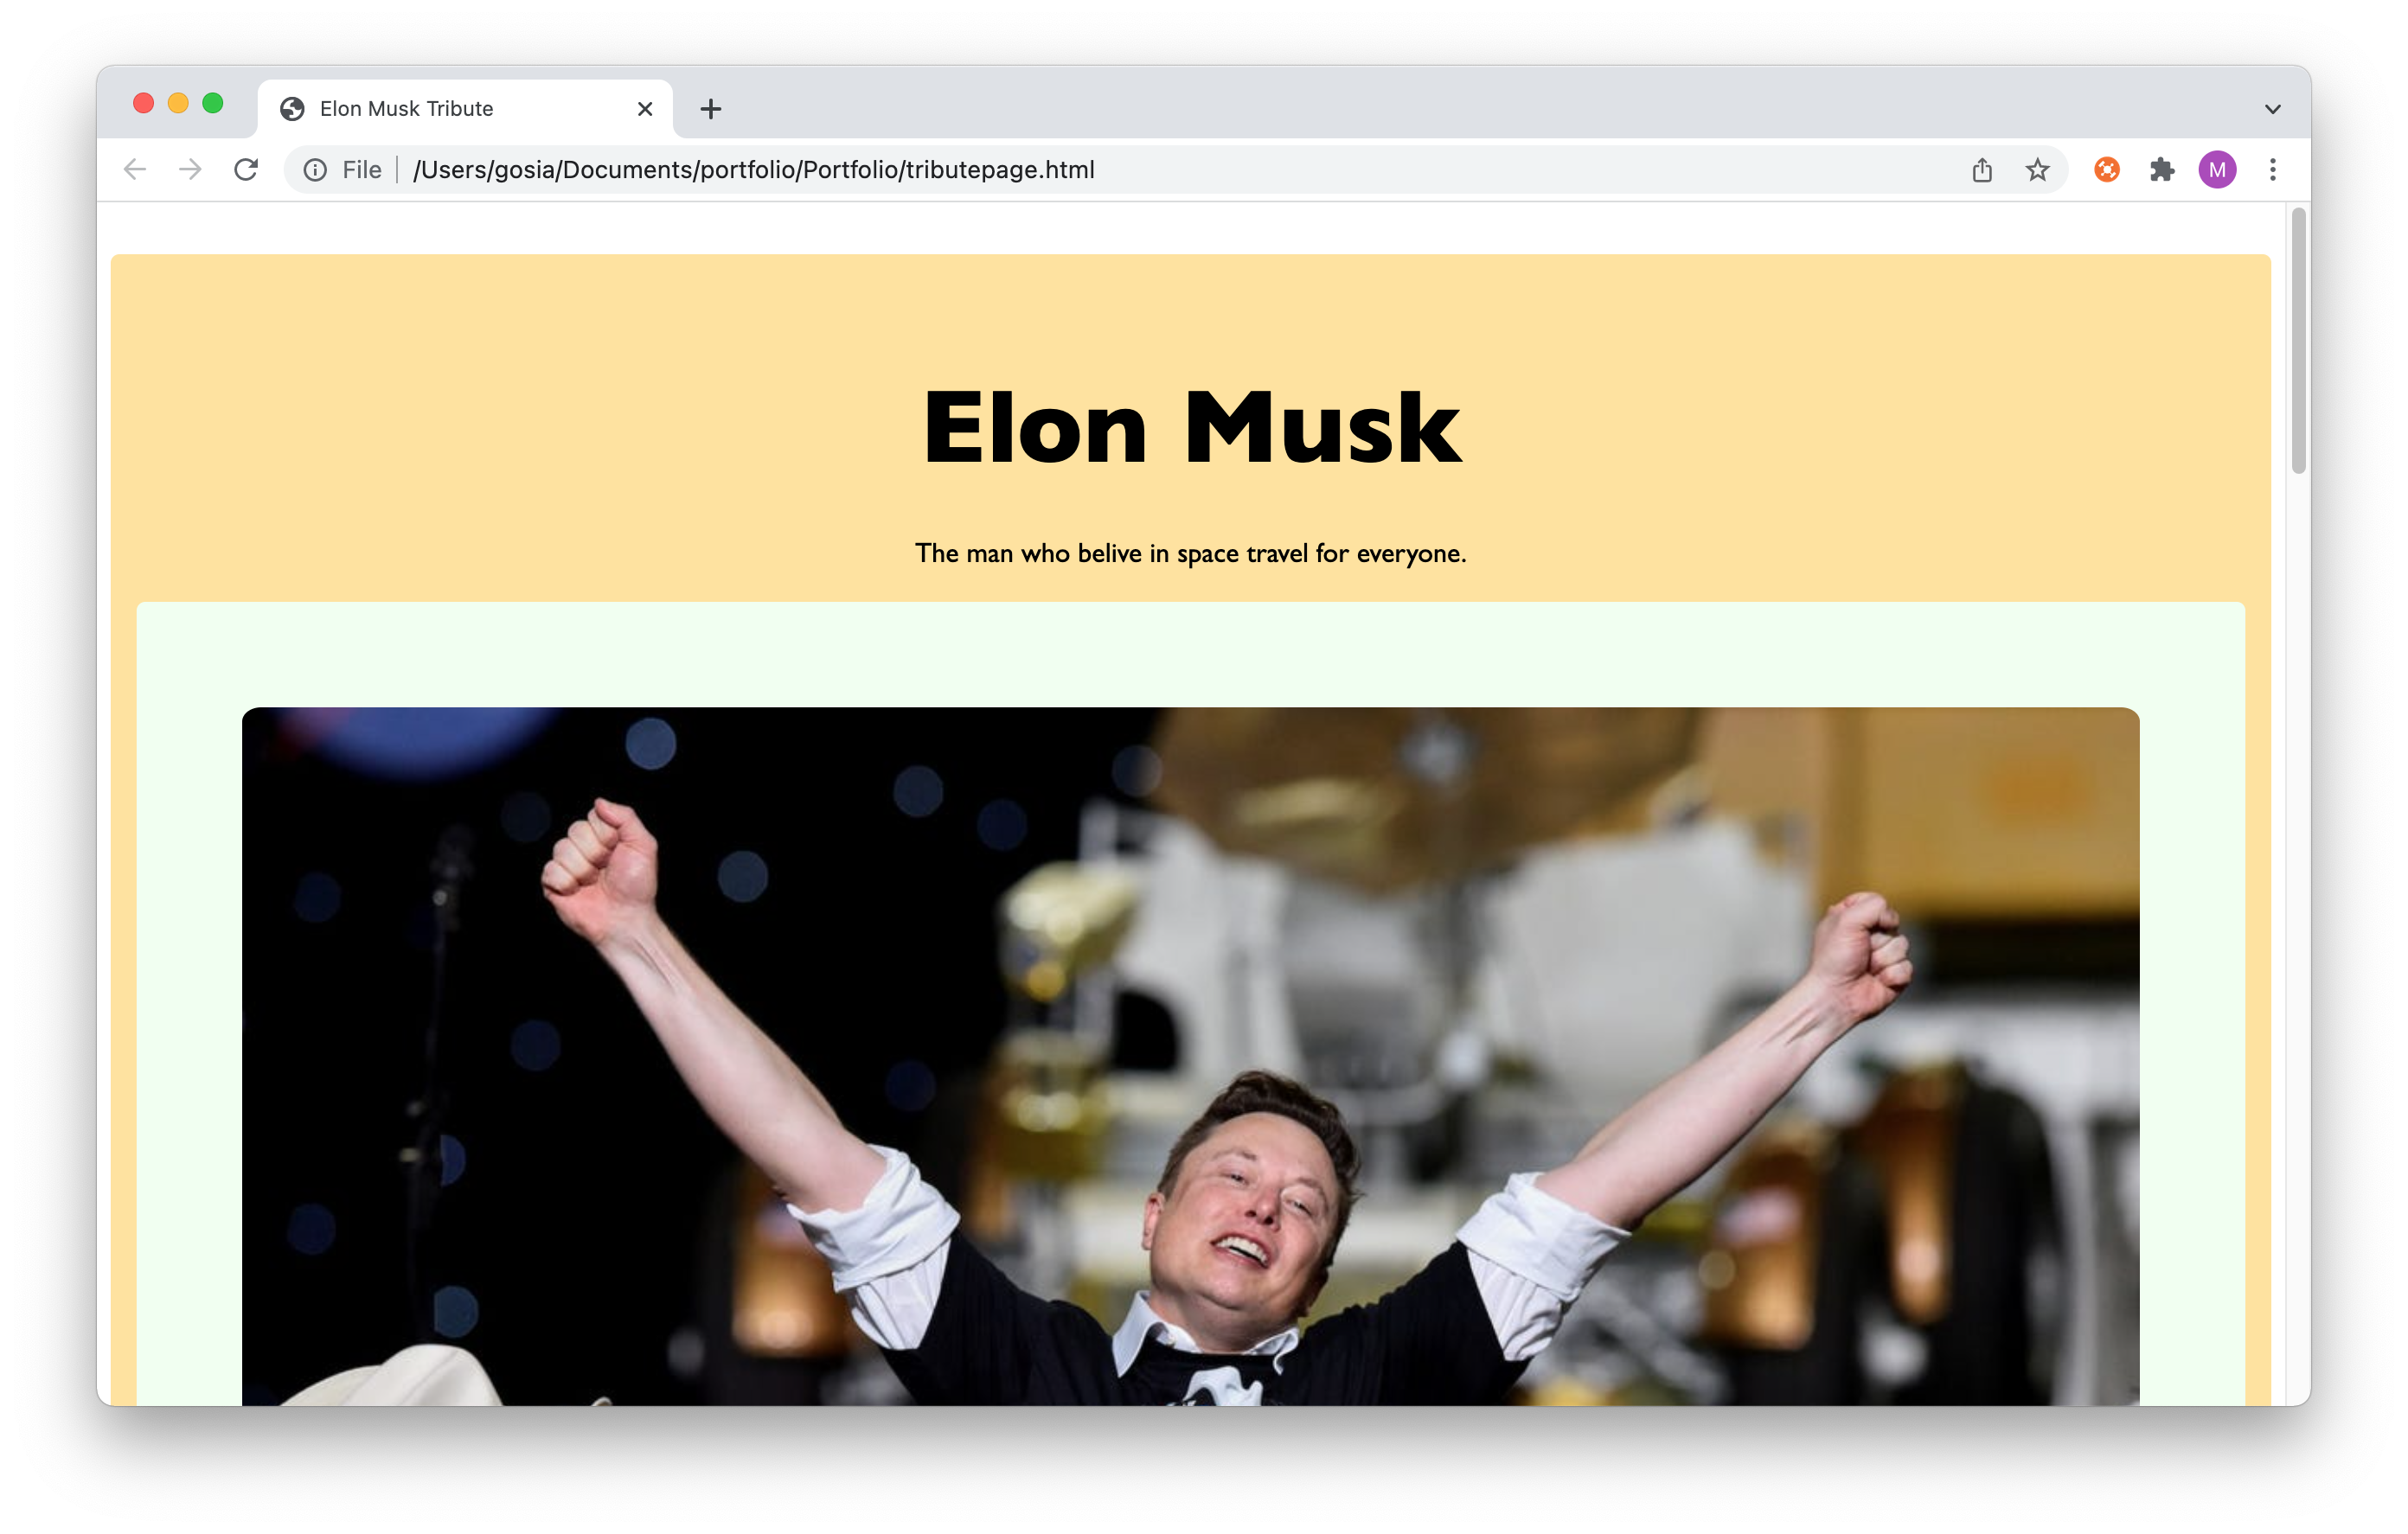 Elon Musk Tribute
File
/Users/gosia/Documents/portfolio/Portfolio/tributepage.html
M
Elon Musk
The man who belive in space travel for everyone.